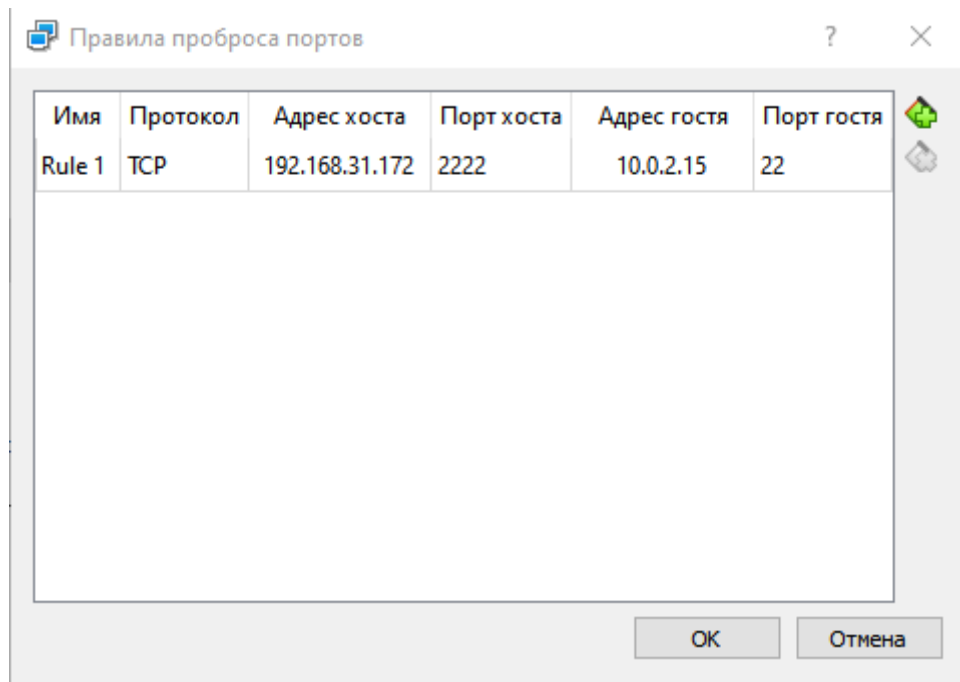 Правила проброса портов
Имя Протокол Адрес хоста Порт хоста Адрес гостя Порт гостя
Rule 1 TCP 192.168.31.172 2222 10.0.2.15 22
OK Отмена